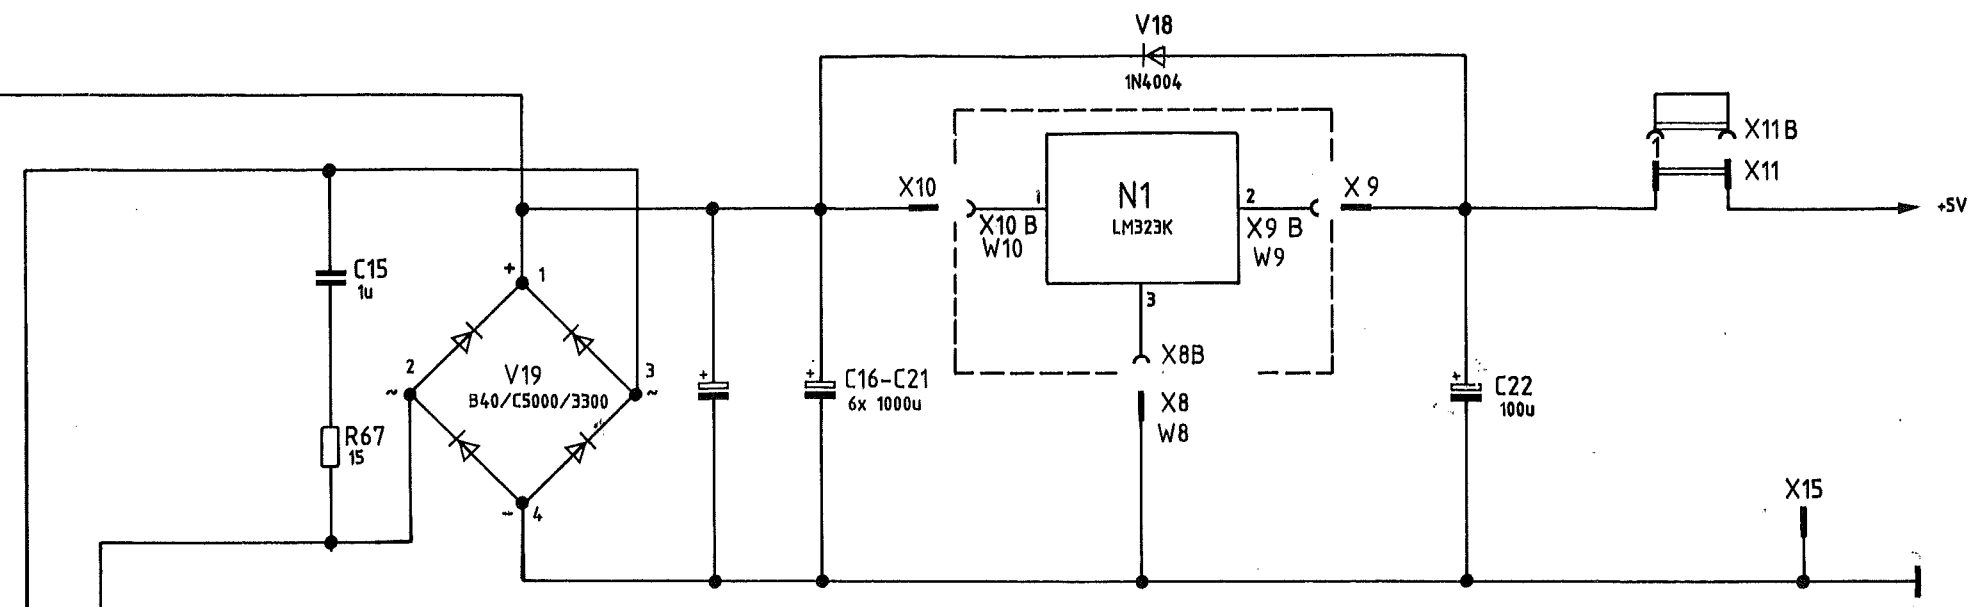 V18
1N4004
X11B
X11
X10
X9
N1
LM323K
1
2
X10 B
W10
X9 B
W9
+5V
C15
1u
+
1
3
X8B
2
~
V19
B40/C5000/3300
3
~
+
+
C16-C21
6x 1000u
X8
W8
+
C22
100u
R67
15
-
4
X15